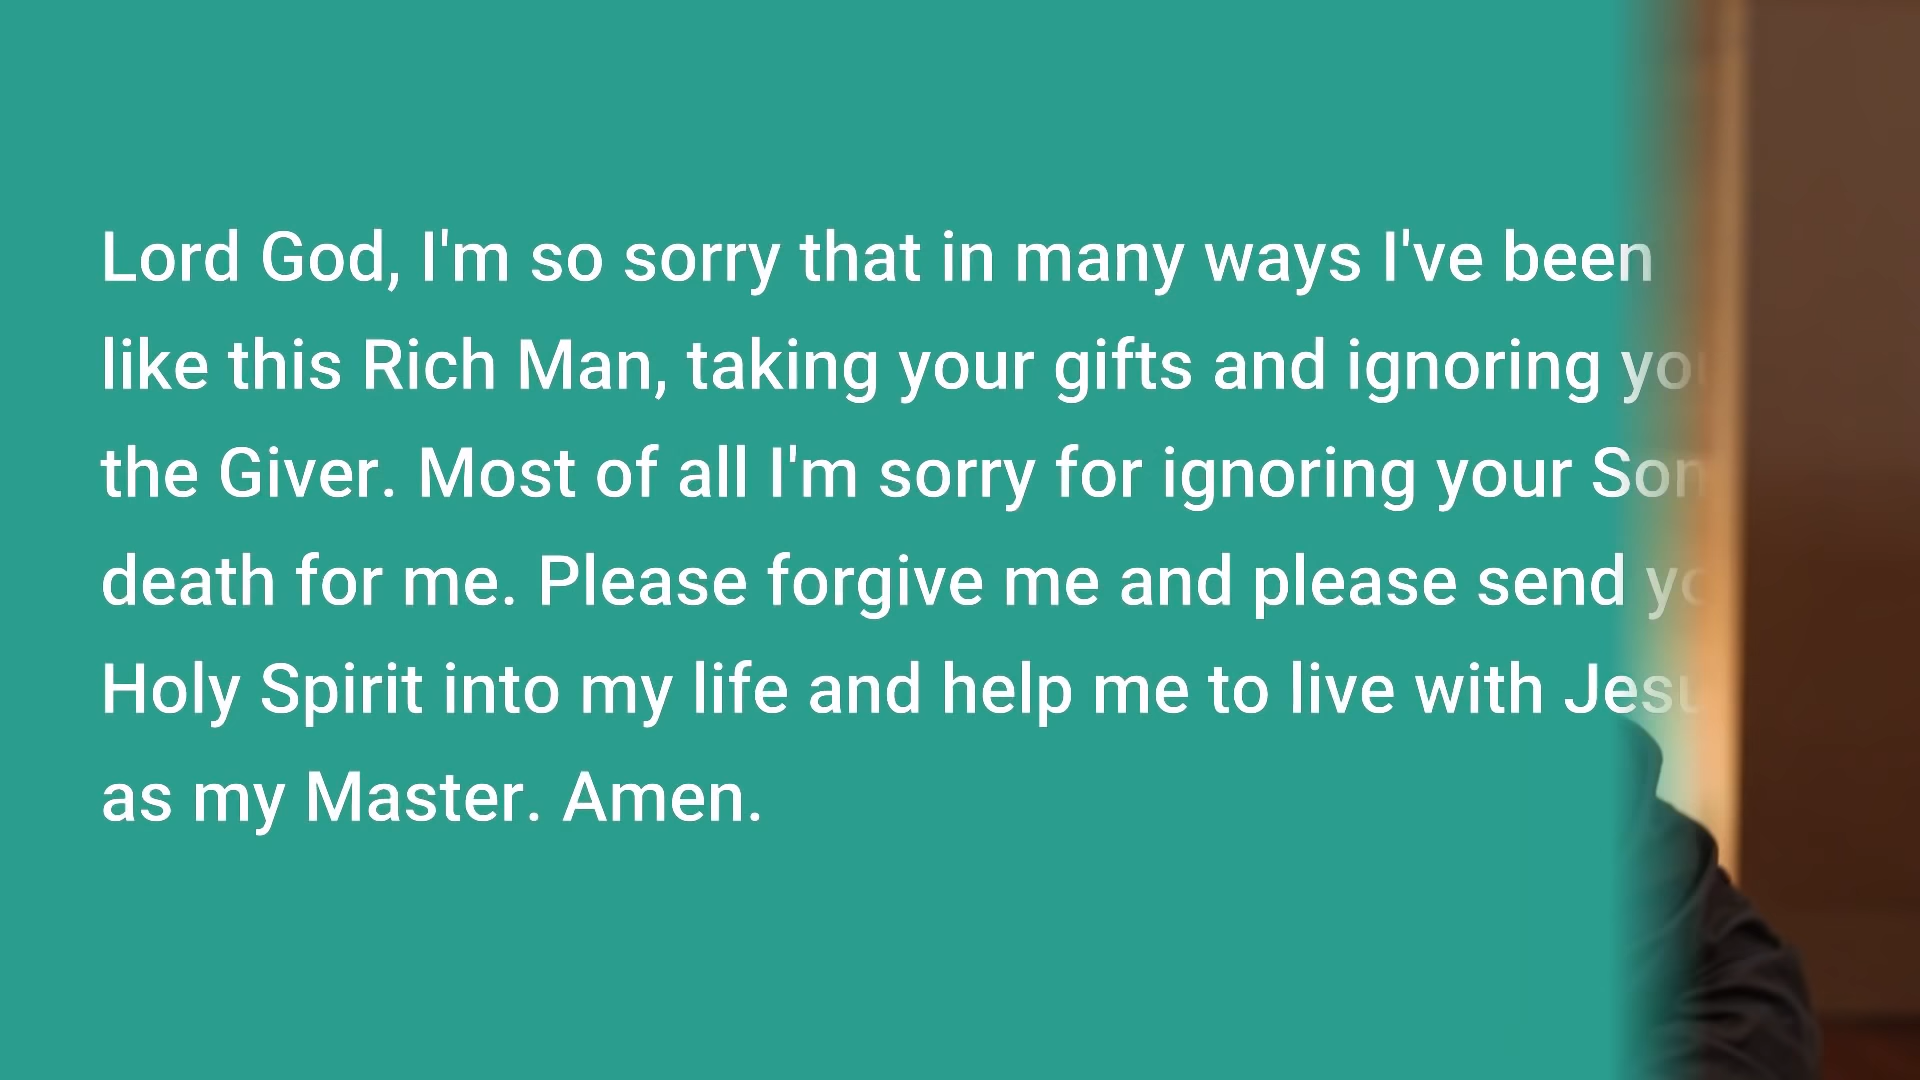 Lord God, I'm so sorry that in many ways I've been
like this Rich Man, taking your gifts and ignoring
the Giver. Most of all I'm sorry for ignoring your
death for me. Please forgive me and please send
Holy Spirit into my life and help me to live with
as my Master. Amen.